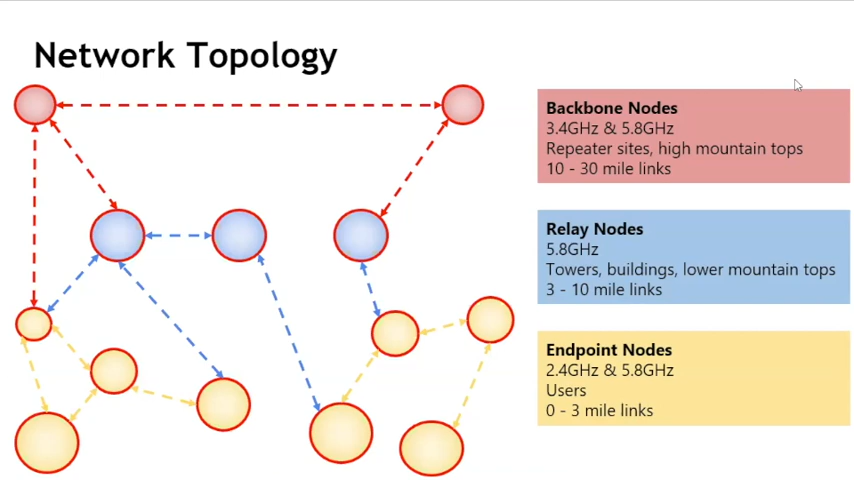 Network Topology
Backbone Nodes
3.4GHz & 5.8GHz
Repeater sites, high mountain tops
10 - 30 mile links
Relay Nodes
5.8GHz
Towers, buildings, lower mountain tops
3 - 10 mile links
Endpoint Nodes
2.4GHz & 5.8GHz
Users
0 - 3 mile links